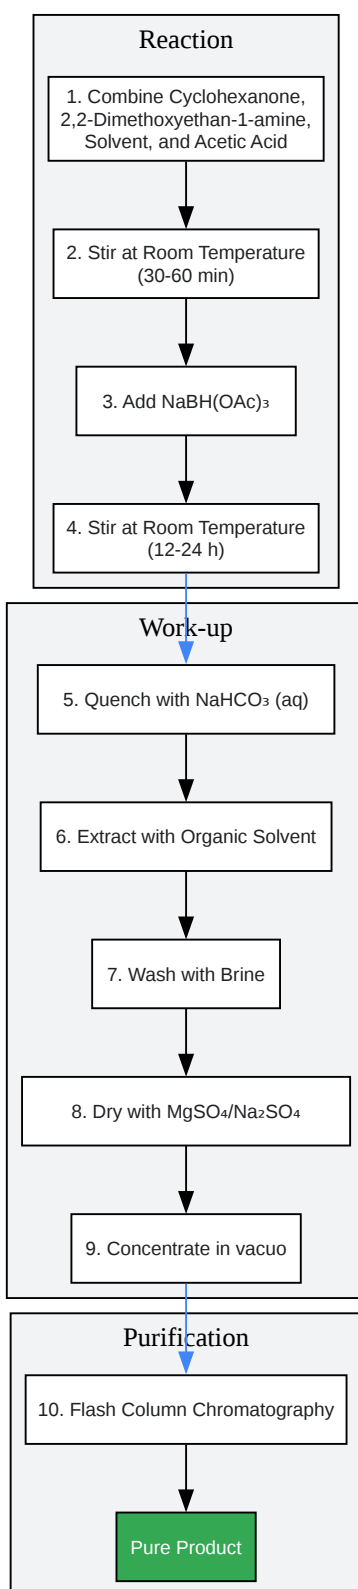 Reaction
1. Combine Cyclohexanone,
2,2-Dimethoxyethan-1-amine,
Solvent, and Acetic Acid
2. Stir at Room Temperature
(30-60 min)
3. Add NaBH(OAc)₃
4. Stir at Room Temperature
(12-24 h)
Work-up
5. Quench with NaHCO₃ (aq)
6. Extract with Organic Solvent
7. Wash with Brine
8. Dry with MgSO₄/Na₂SO₄
9. Concentrate in vacuo
Purification
10. Flash Column Chromatography
Pure Product